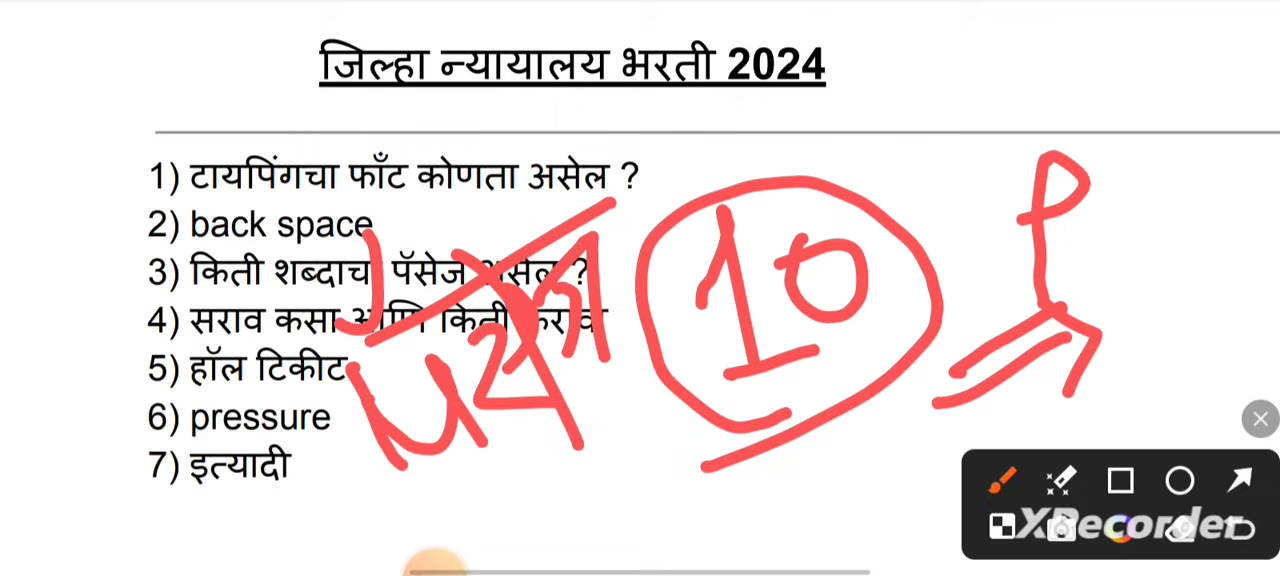 जिल्हा न्यायालय भरती 2024
1) टायपिंगचा फॉंट कोणता असेल ?
2) back space
3) किती शब्दाचा पॅसेज असेल ?
4) सराव कसा आणि किती करावा
5) हॉल टिकीट
6) pressure
7) इत्यादी
10
XRecorder